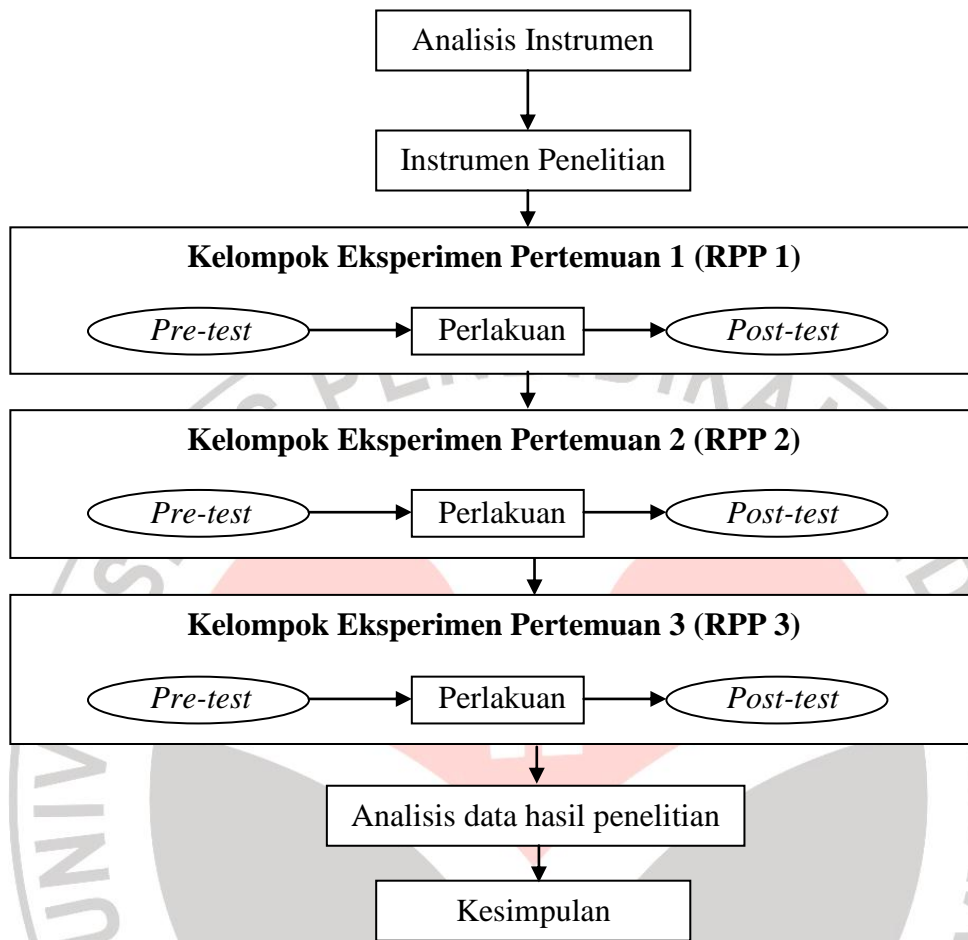 Analisis Instrumen
Instrumen Penelitian
Kelompok Eksperimen Pertemuan 1 (RPP 1)
Pre-test Perlakuan Post-test
Kelompok Eksperimen Pertemuan 2 (RPP 2)
Pre-test Perlakuan Post-test
Kelompok Eksperimen Pertemuan 3 (RPP 3)
Pre-test Perlakuan Post-test
Analisis data hasil penelitian
Kesimpulan